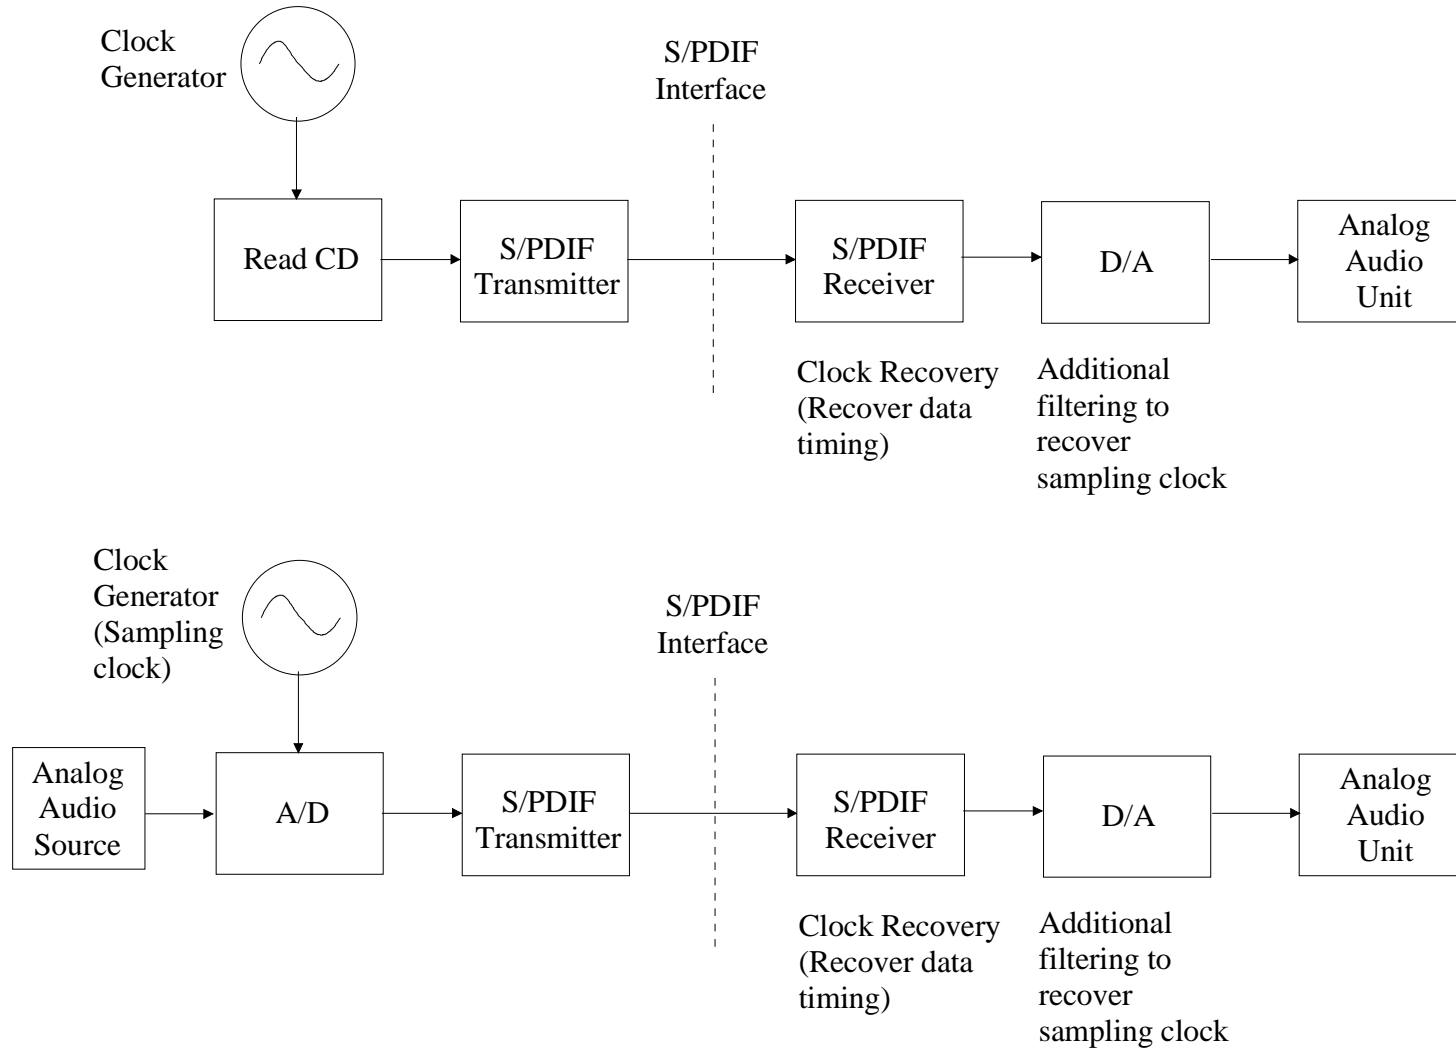 Clock
Generator
S/PDIF
Interface
Read CD
S/PDIF
Transmitter
S/PDIF
Receiver
D/A
Analog
Audio
Unit
Clock Recovery
(Recover data
timing)
Additional
filtering to
recover
sampling clock
Clock
Generator
(Sampling
clock)
S/PDIF
Interface
Analog
Audio
Source
A/D
S/PDIF
Transmitter
S/PDIF
Receiver
D/A
Analog
Audio
Unit
Clock Recovery
(Recover data
timing)
Additional
filtering to
recover
sampling clock